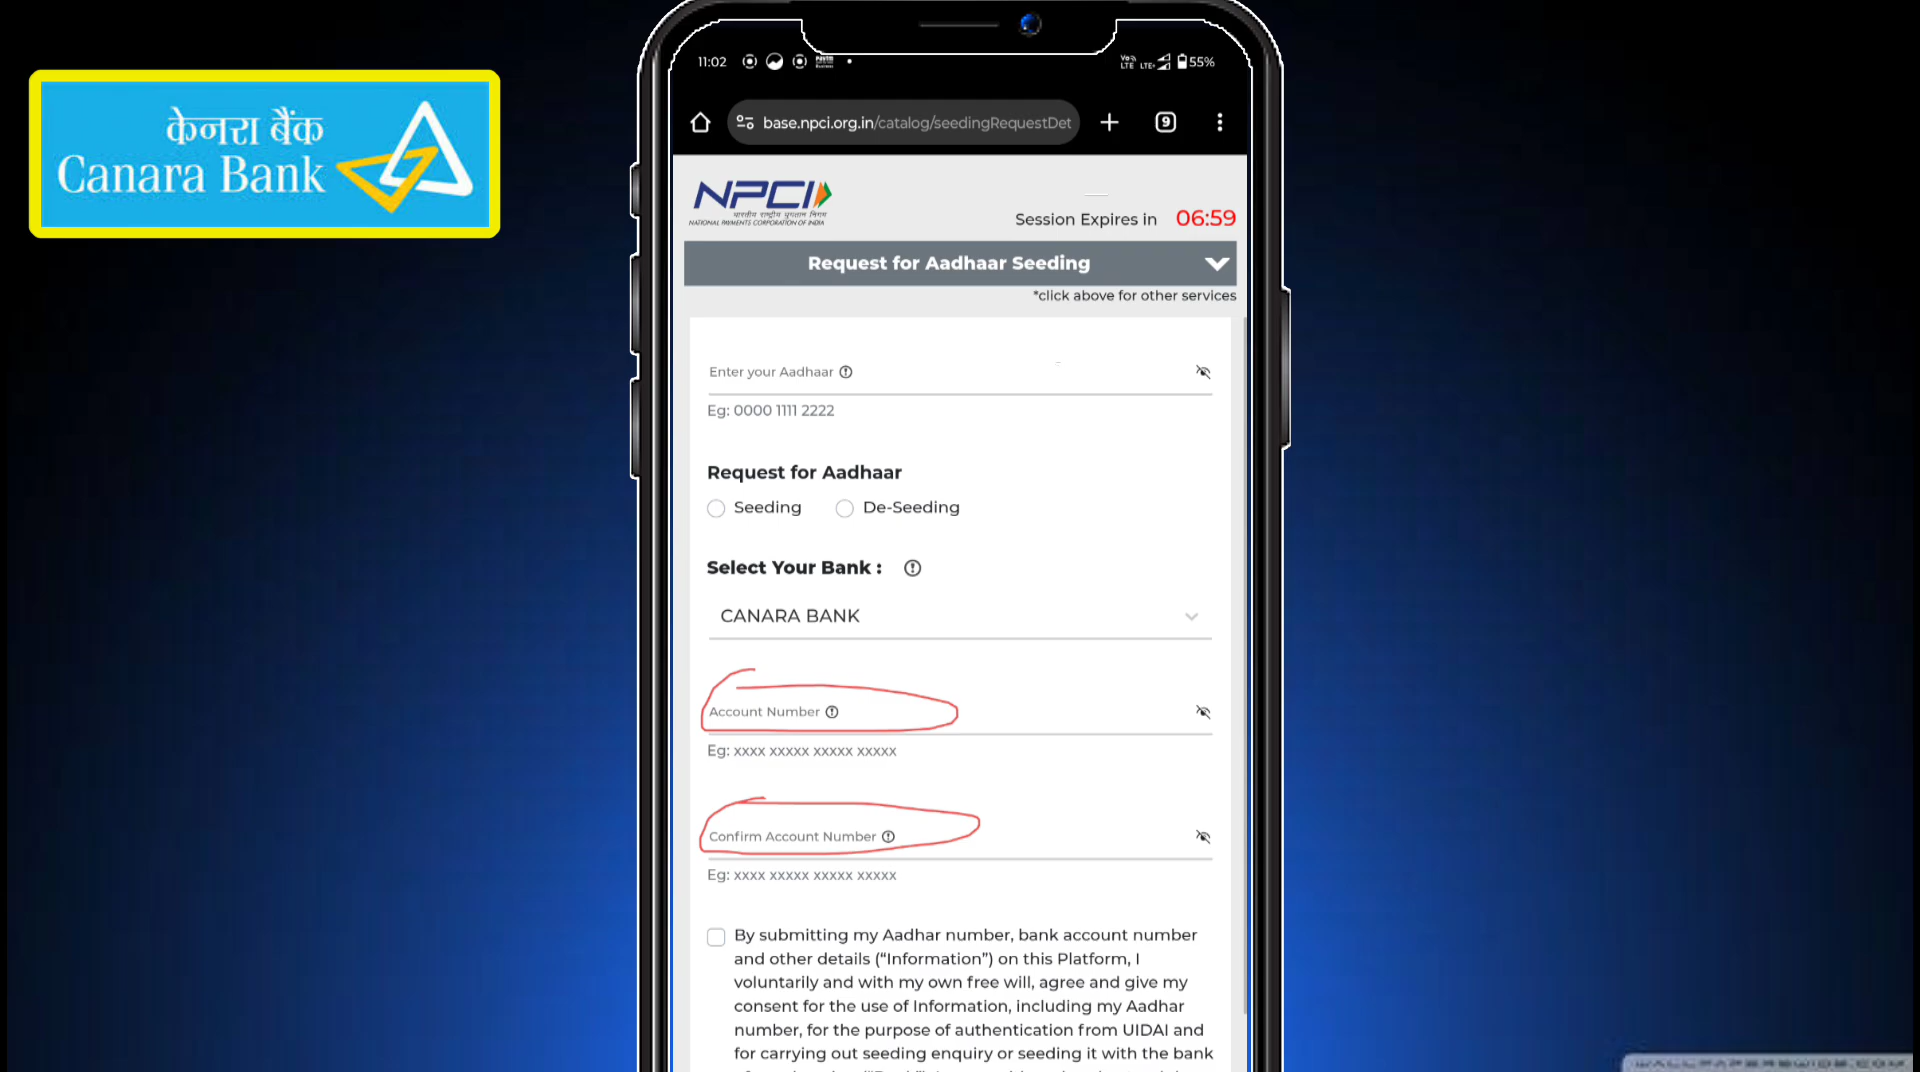 केनरा बैंक
Canara Bank
11:02
55%
base.npci.org.in/catalog/seedingRequestDet
9
NPCI
भारतीय राष्ट्रीय भुगतान निगम
NATIONAL PAYMENTS CORPORATION OF INDIA
Session Expires in 06:59
Request for Aadhaar Seeding
*click above for other services
Enter your Aadhaar
Eg: 0000 1111 2222
Request for Aadhaar
Seeding De-Seeding
Select Your Bank :
CANARA BANK
Account Number
Eg: xxxx xxxxx xxxxx xxxxx
Confirm Account Number
Eg: xxxx xxxxx xxxxx xxxxx
By submitting my Aadhar number, bank account number
and other details (“Information”) on this Platform, I
voluntarily and with my own free will, agree and give my
consent for the use of Information, including my Aadhar
number, for the purpose of authentication from UIDAI and
for carrying out seeding enquiry or seeding it with the bank